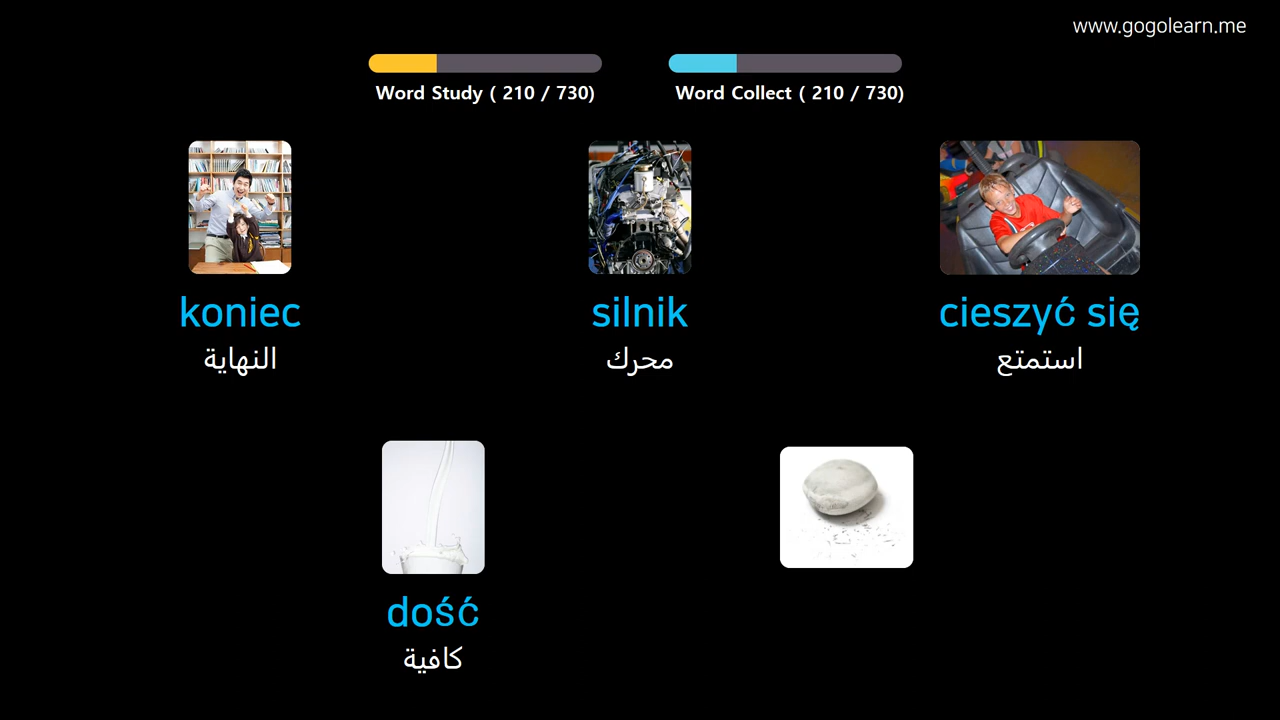 www.gogolearn.me
Word Study ( 210 / 730)
Word Collect ( 210 / 730)
koniec
النهاية
silnik
محرك
cieszyć się
استمتع
dość
كافية